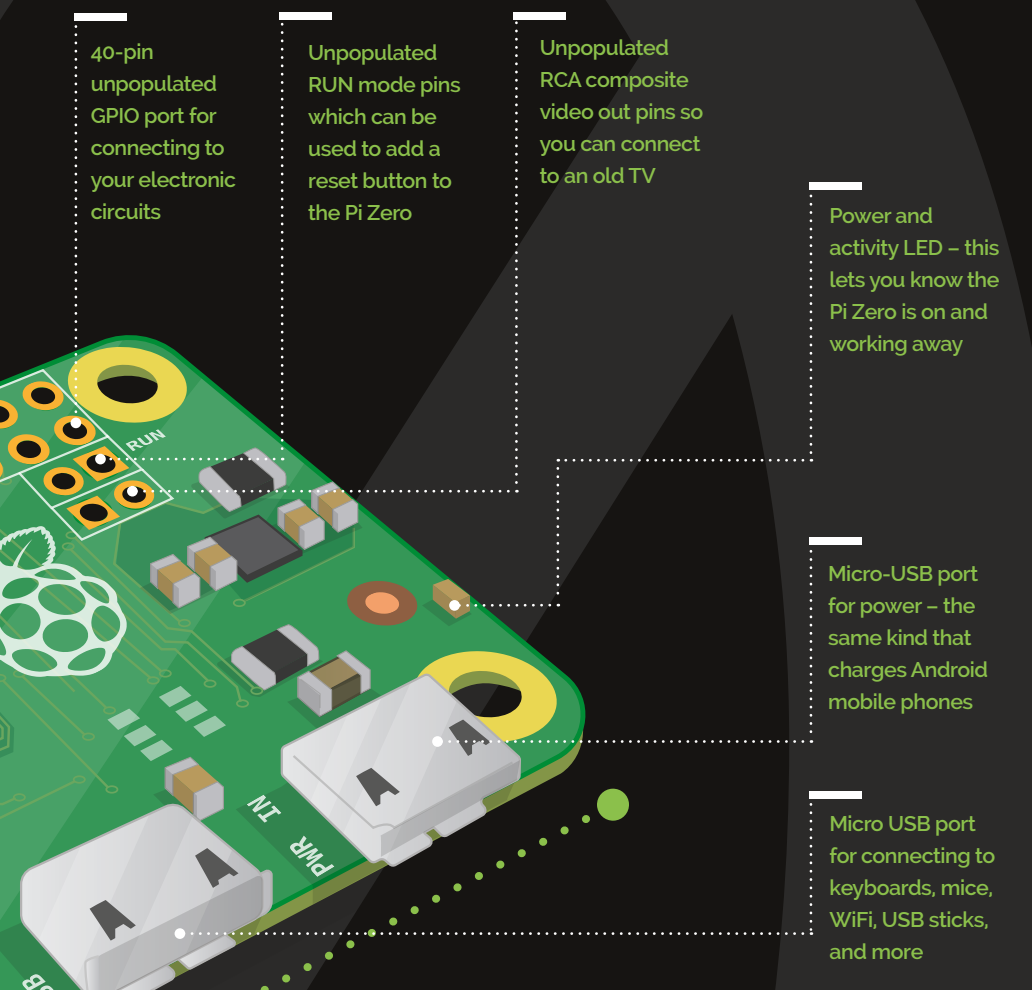 40-pin
unpopulated
GPIO port for
connecting to
your electronic
circuits
Unpopulated
RUN mode pins
which can be
used to add a
reset button to
the Pi Zero
Unpopulated
RCA composite
video out pins so
you can connect
to an old TV
Power and
activity LED – this
lets you know the
Pi Zero is on and
working away
Micro-USB port
for power – the
same kind that
charges Android
mobile phones
Micro USB port
for connecting to
keyboards, mice,
WiFi, USB sticks,
and more
RUN
PWR IN